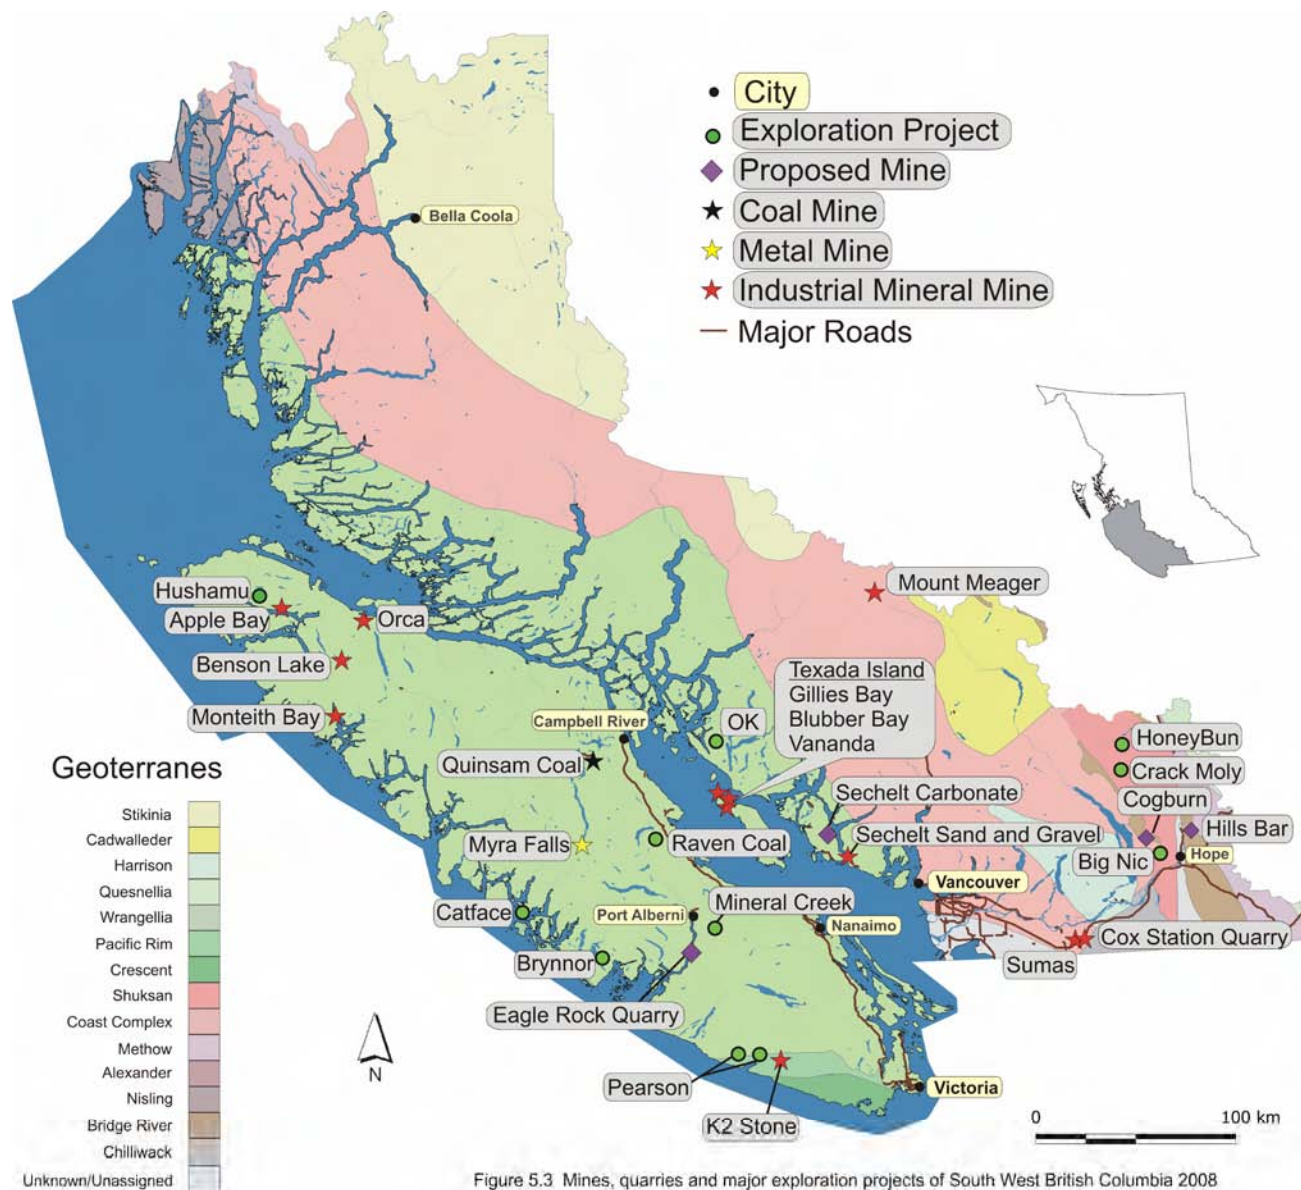 City
Exploration Project
Proposed Mine
Coal Mine
Metal Mine
Industrial Mineral Mine
Major Roads
Bella Coola
Hushamu
Apple Bay
Orca
Benson Lake
Monteith Bay
Mount Meager
Texada Island
Gillies Bay
Blubber Bay
Vananda
Campbell River
OK
Quinsam Coal
HoneyBun
Crack Moly
Cogburn
Sechelt Carbonate
Hills Bar
Sechelt Sand and Gravel
Myra Falls
Raven Coal
Big Nic
Hope
Vancouver
Mineral Creek
Catface
Port Alberni
Nanaimo
Cox Station Quarry
Brynnor
Sumas
Eagle Rock Quarry
Pearson
Victoria
K2 Stone
Geoterranes
Stikinia
Cadwalleder
Harrison
Quesnellia
Wrangellia
Pacific Rim
Crescent
Shuksan
Coast Complex
Methow
Alexander
Nisling
Bridge River
Chilliwack
Unknown/Unassigned
N
0 100 km
Figure 5.3 Mines, quarries and major exploration projects of South West British Columbia 2008